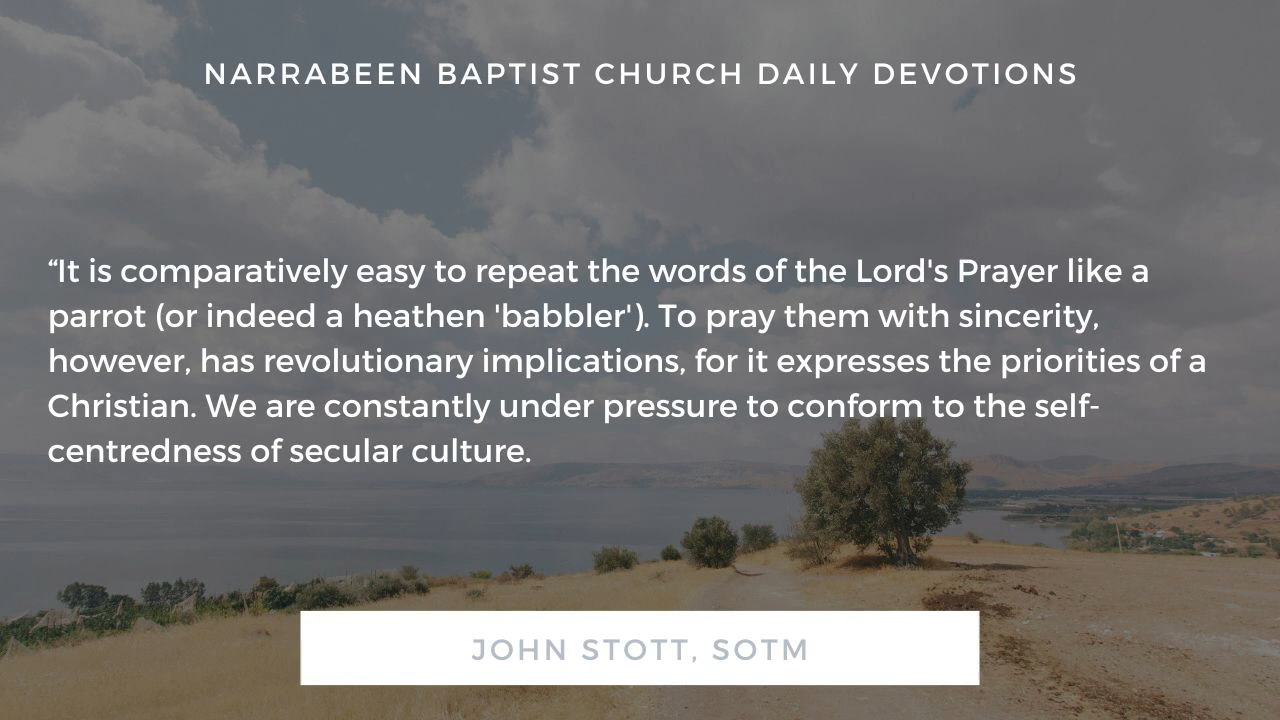 NARRABEEN BAPTIST CHURCH DAILY DEVOTIONS
“It is comparatively easy to repeat the words of the Lord's Prayer like a
parrot (or indeed a heathen 'babbler'). To pray them with sincerity,
however, has revolutionary implications, for it expresses the priorities of a
Christian. We are constantly under pressure to conform to the self-
centredness of secular culture.
JOHN STOTT, SOTM